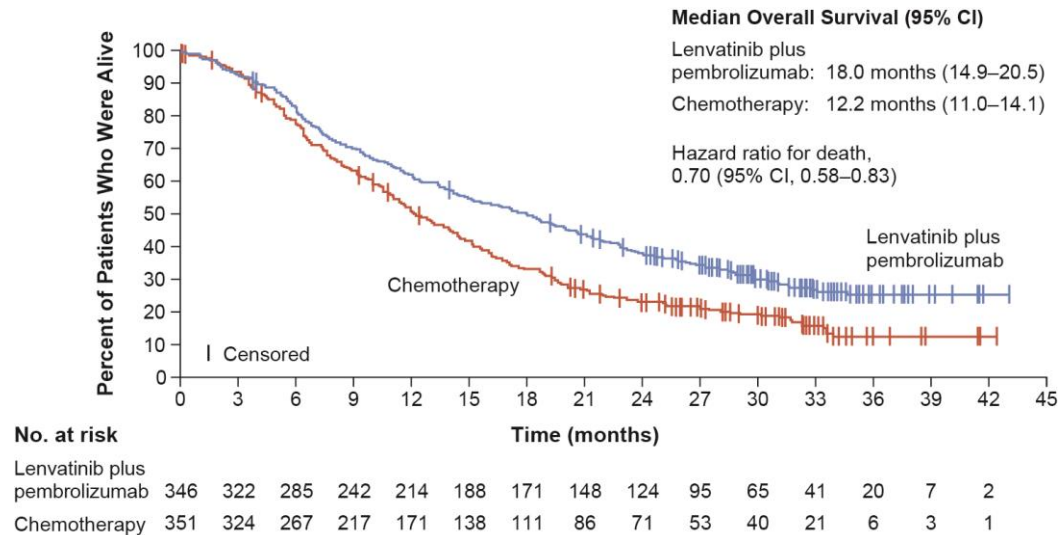 Median Overall Survival (95% CI)
Lenvatinib plus
pembrolizumab: 18.0 months (14.9–20.5)
Chemotherapy: 12.2 months (11.0–14.1)
Hazard ratio for death,
0.70 (95% CI, 0.58–0.83)
Percent of Patients Who Were Alive
100
90
80
70
60
50
40
30
20
10
0
Lenvatinib plus
pembrolizumab
Chemotherapy
I Censored
0 3 6 9 12 15 18 21 24 27 30 33 36 39 42 45
Time (months)
No. at risk
Lenvatinib plus
pembrolizumab 346 322 285 242 214 188 171 148 124 95 65 41 20 7 2
Chemotherapy 351 324 267 217 171 138 111 86 71 53 40 21 6 3 1